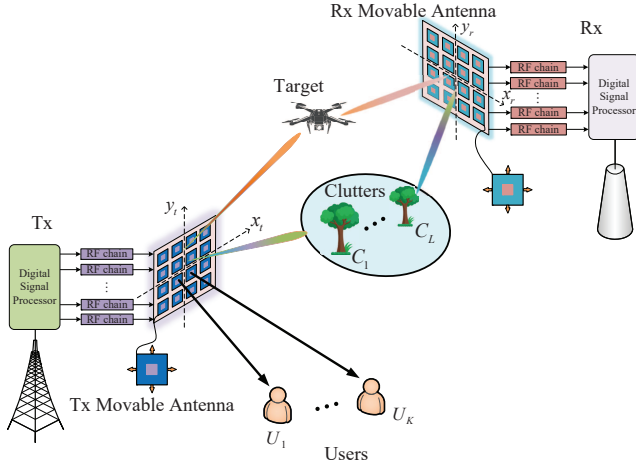 Rx Movable Antenna
Rx
y_r
x_r
RF chain
RF chain
RF chain
RF chain
Digital
Signal
Processor
Target
Clutters
C_1
C_L
Tx
y_t
x_t
Digital
Signal
Processor
RF chain
RF chain
RF chain
RF chain
Tx Movable Antenna
U_1
U_K
Users